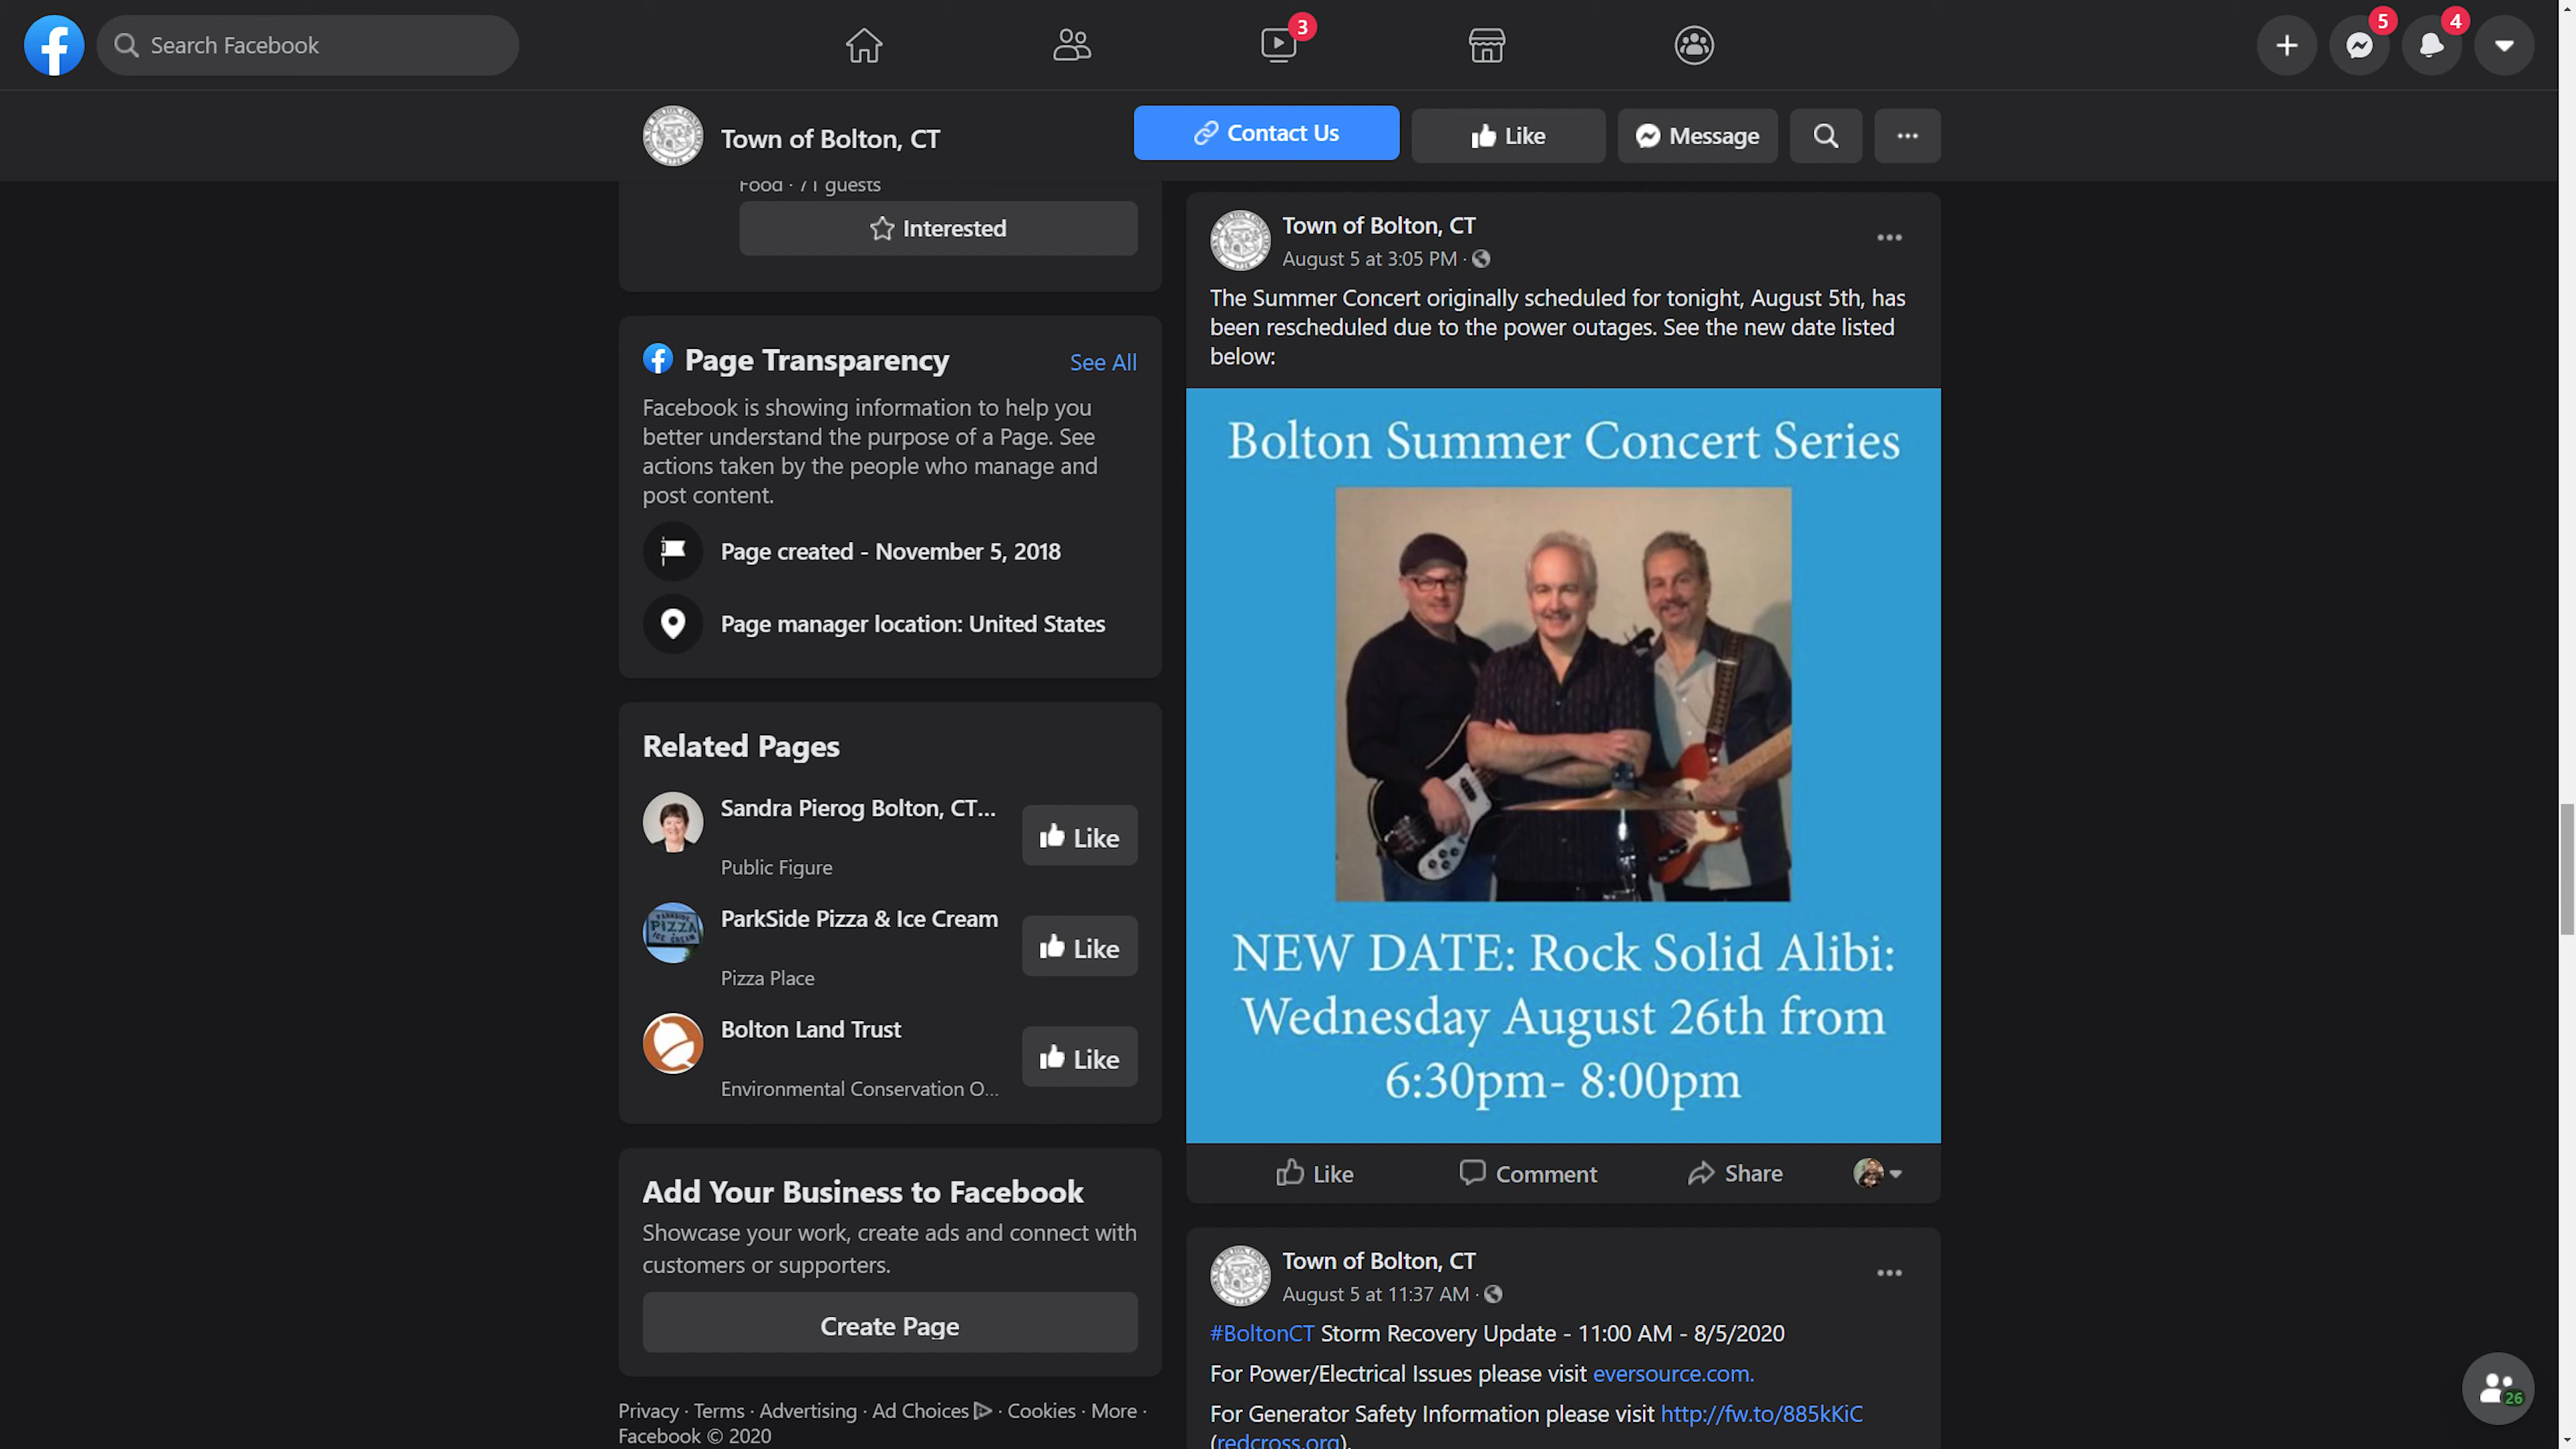 Search Facebook
3
5
4
Town of Bolton, CT
Contact Us
Like
Message
Food · 71 guests
Interested
Page Transparency
See All
Facebook is showing information to help you
better understand the purpose of a Page. See
actions taken by the people who manage and
post content.
Page created - November 5, 2018
Page manager location: United States
Related Pages
Sandra Pierog Bolton, CT...
Public Figure
Like
ParkSide Pizza & Ice Cream
Pizza Place
Like
PARKSIDE
PIZZA
ICE CREAM
Bolton Land Trust
Environmental Conservation O...
Like
Add Your Business to Facebook
Showcase your work, create ads and connect with
customers or supporters.
Create Page
Privacy · Terms · Advertising · Ad Choices · Cookies · More ·
Facebook © 2020
Town of Bolton, CT
August 5 at 3:05 PM ·
The Summer Concert originally scheduled for tonight, August 5th, has
been rescheduled due to the power outages. See the new date listed
below:
Bolton Summer Concert Series
NEW DATE: Rock Solid Alibi:
Wednesday August 26th from
6:30pm- 8:00pm
Like
Comment
Share
Town of Bolton, CT
August 5 at 11:37 AM ·
#BoltonCT Storm Recovery Update - 11:00 AM - 8/5/2020
For Power/Electrical Issues please visit eversource.com.
For Generator Safety Information please visit http://fw.to/885kKiC
(redcross.org).
26